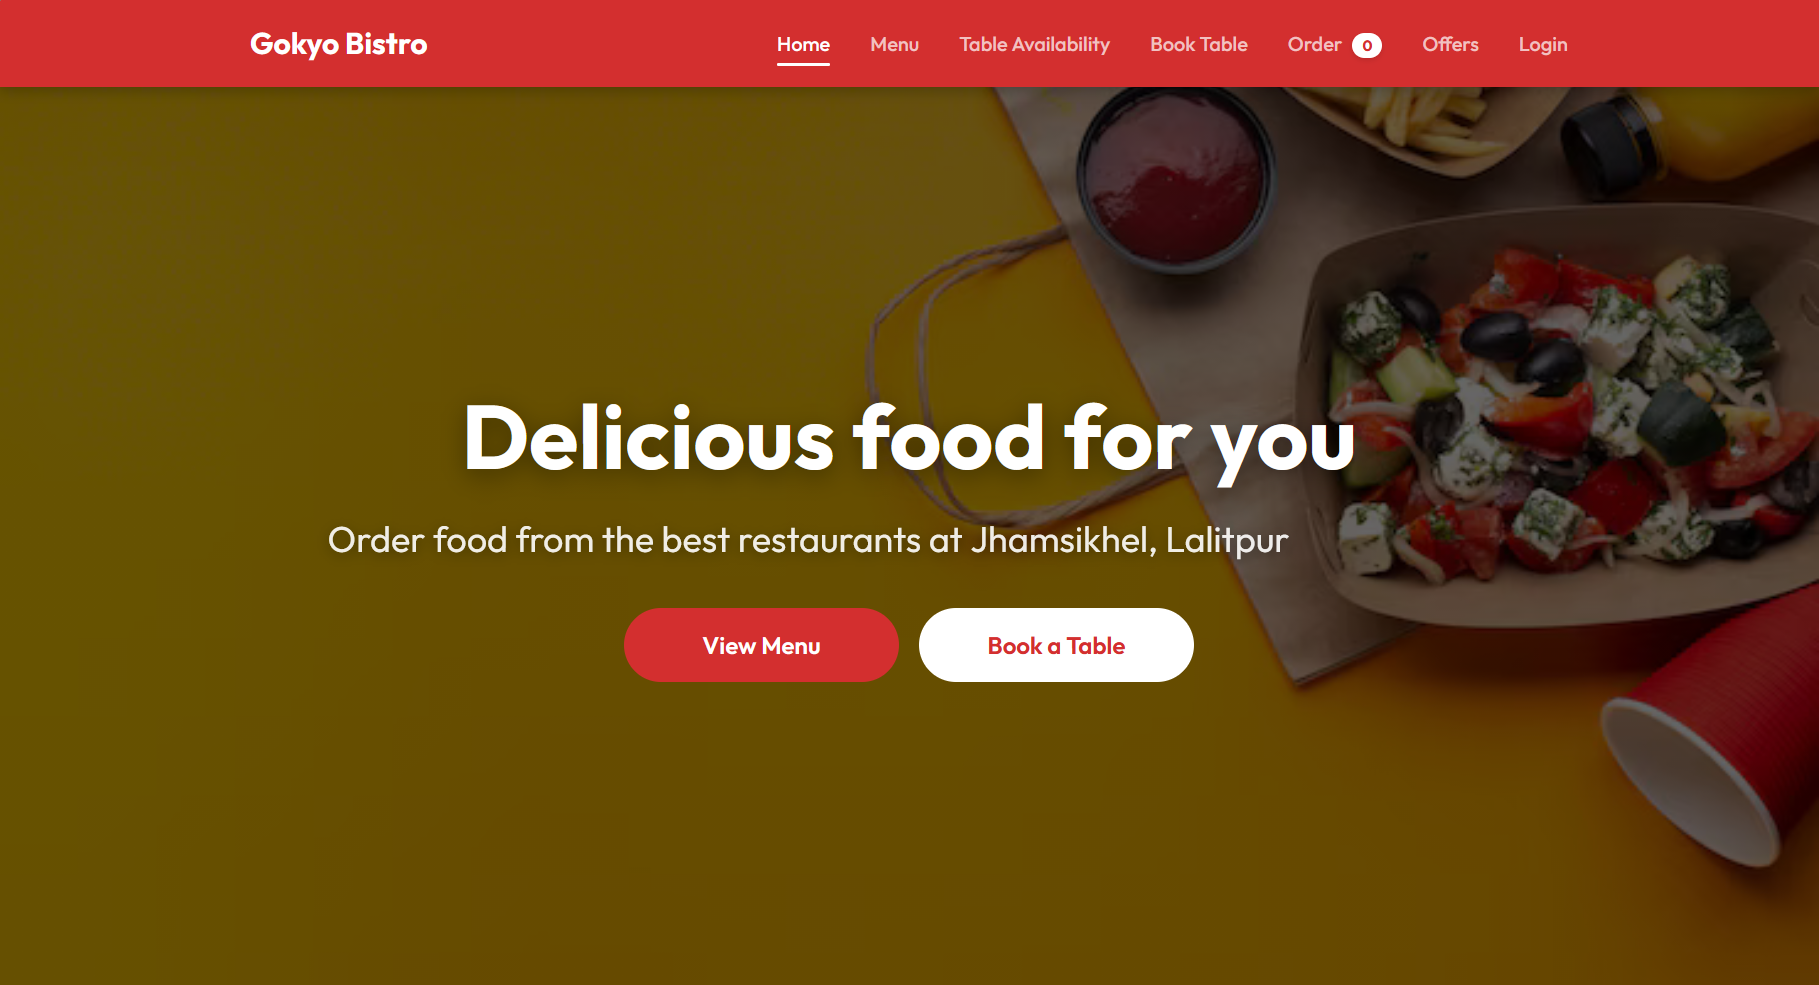 Gokyo Bistro
Home Menu Table Availability Book Table Order 0 Offers Login
Delicious food for you
Order food from the best restaurants at Jhamsikhel, Lalitpur
View Menu Book a Table